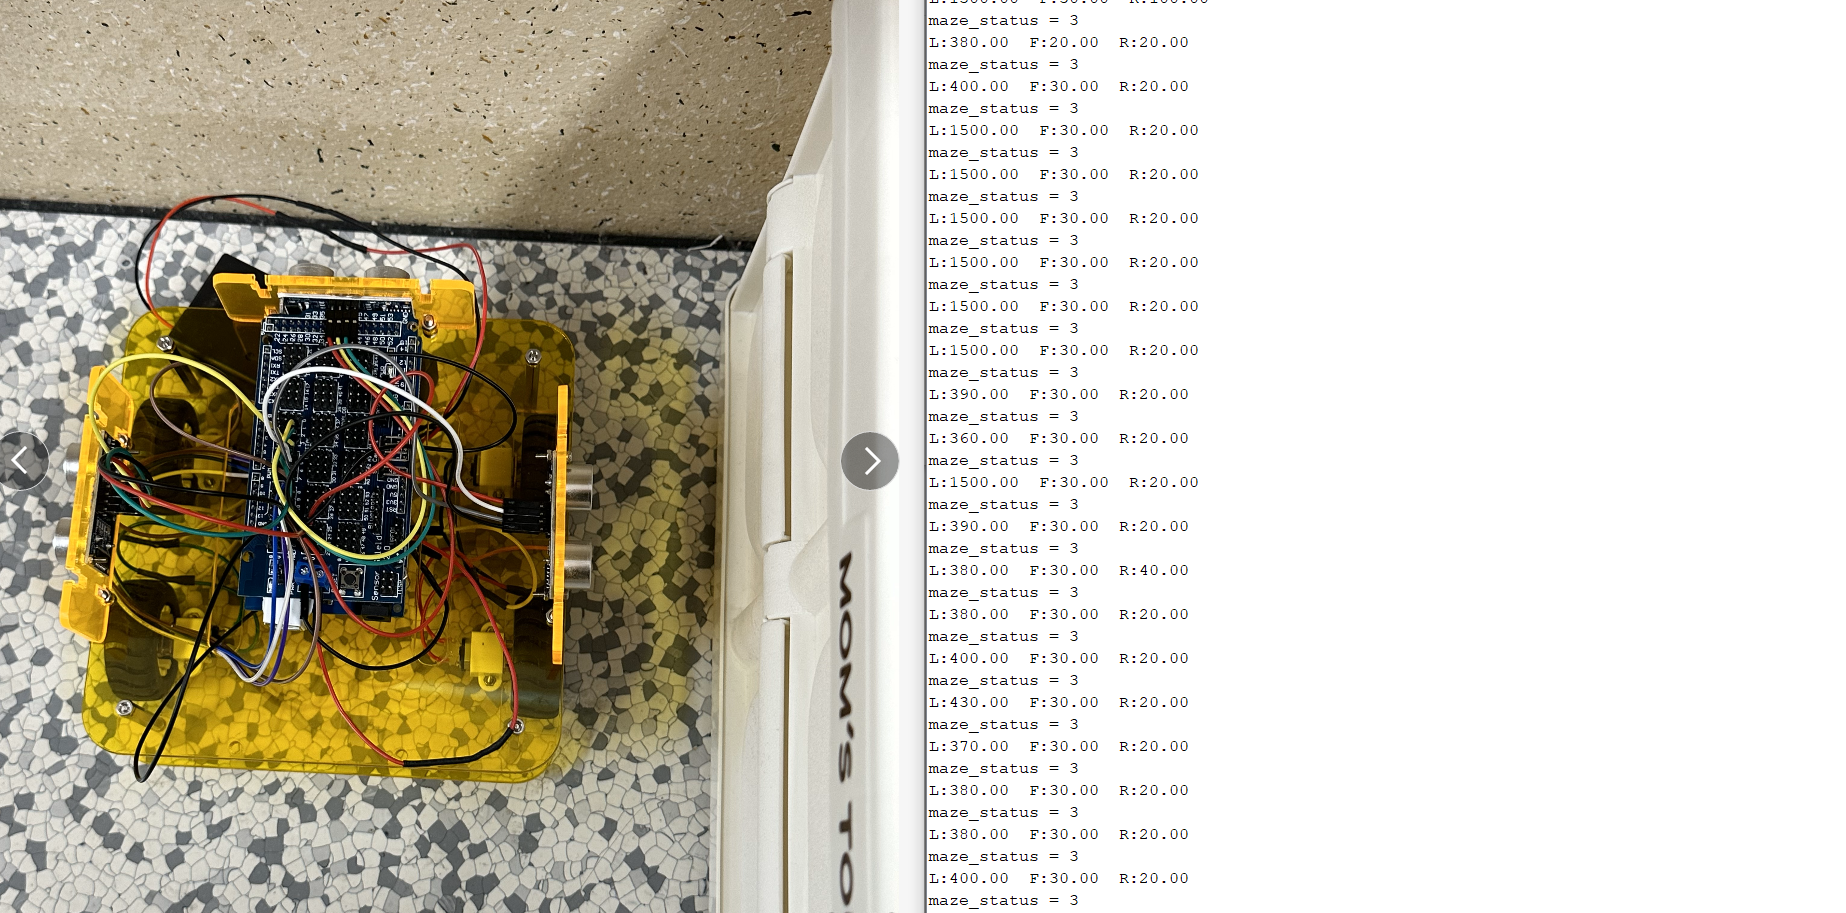 MOM'S TO
Sensor
maze_status = 3
L:380.00  F:20.00  R:20.00
maze_status = 3
L:400.00  F:30.00  R:20.00
maze_status = 3
L:1500.00  F:30.00  R:20.00
maze_status = 3
L:1500.00  F:30.00  R:20.00
maze_status = 3
L:1500.00  F:30.00  R:20.00
maze_status = 3
L:1500.00  F:30.00  R:20.00
maze_status = 3
L:1500.00  F:30.00  R:20.00
maze_status = 3
L:1500.00  F:30.00  R:20.00
maze_status = 3
L:390.00  F:30.00  R:20.00
maze_status = 3
L:360.00  F:30.00  R:20.00
maze_status = 3
L:1500.00  F:30.00  R:20.00
maze_status = 3
L:390.00  F:30.00  R:20.00
maze_status = 3
L:380.00  F:30.00  R:40.00
maze_status = 3
L:380.00  F:30.00  R:20.00
maze_status = 3
L:400.00  F:30.00  R:20.00
maze_status = 3
L:430.00  F:30.00  R:20.00
maze_status = 3
L:370.00  F:30.00  R:20.00
maze_status = 3
L:380.00  F:30.00  R:20.00
maze_status = 3
L:380.00  F:30.00  R:20.00
maze_status = 3
L:400.00  F:30.00  R:20.00
maze_status = 3